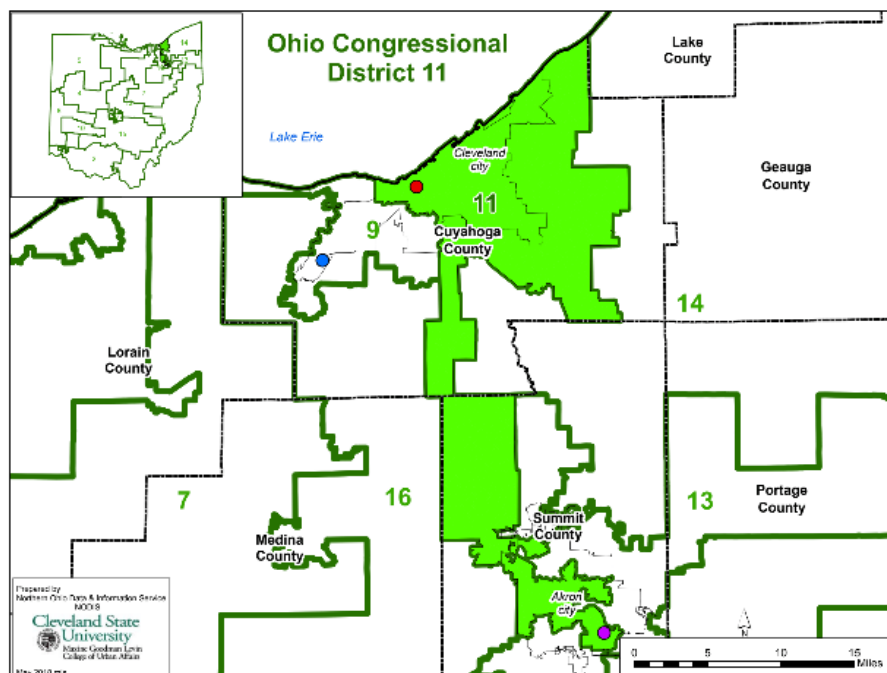 Ohio Congressional
District 11
Lake
County
Lake Erie
Cleveland
city
Geauga
County
11
9
Cuyahoga
County
14
Lorain
County
7
16
13
Portage
County
Summit
County
Medina
County
Akron
city
Prepared by
Northern Ohio Data & Information Service
NODIS
Cleveland State
University
Maxine Goodman Levin
College of Urban Affairs
N
0 5 10 15
Miles